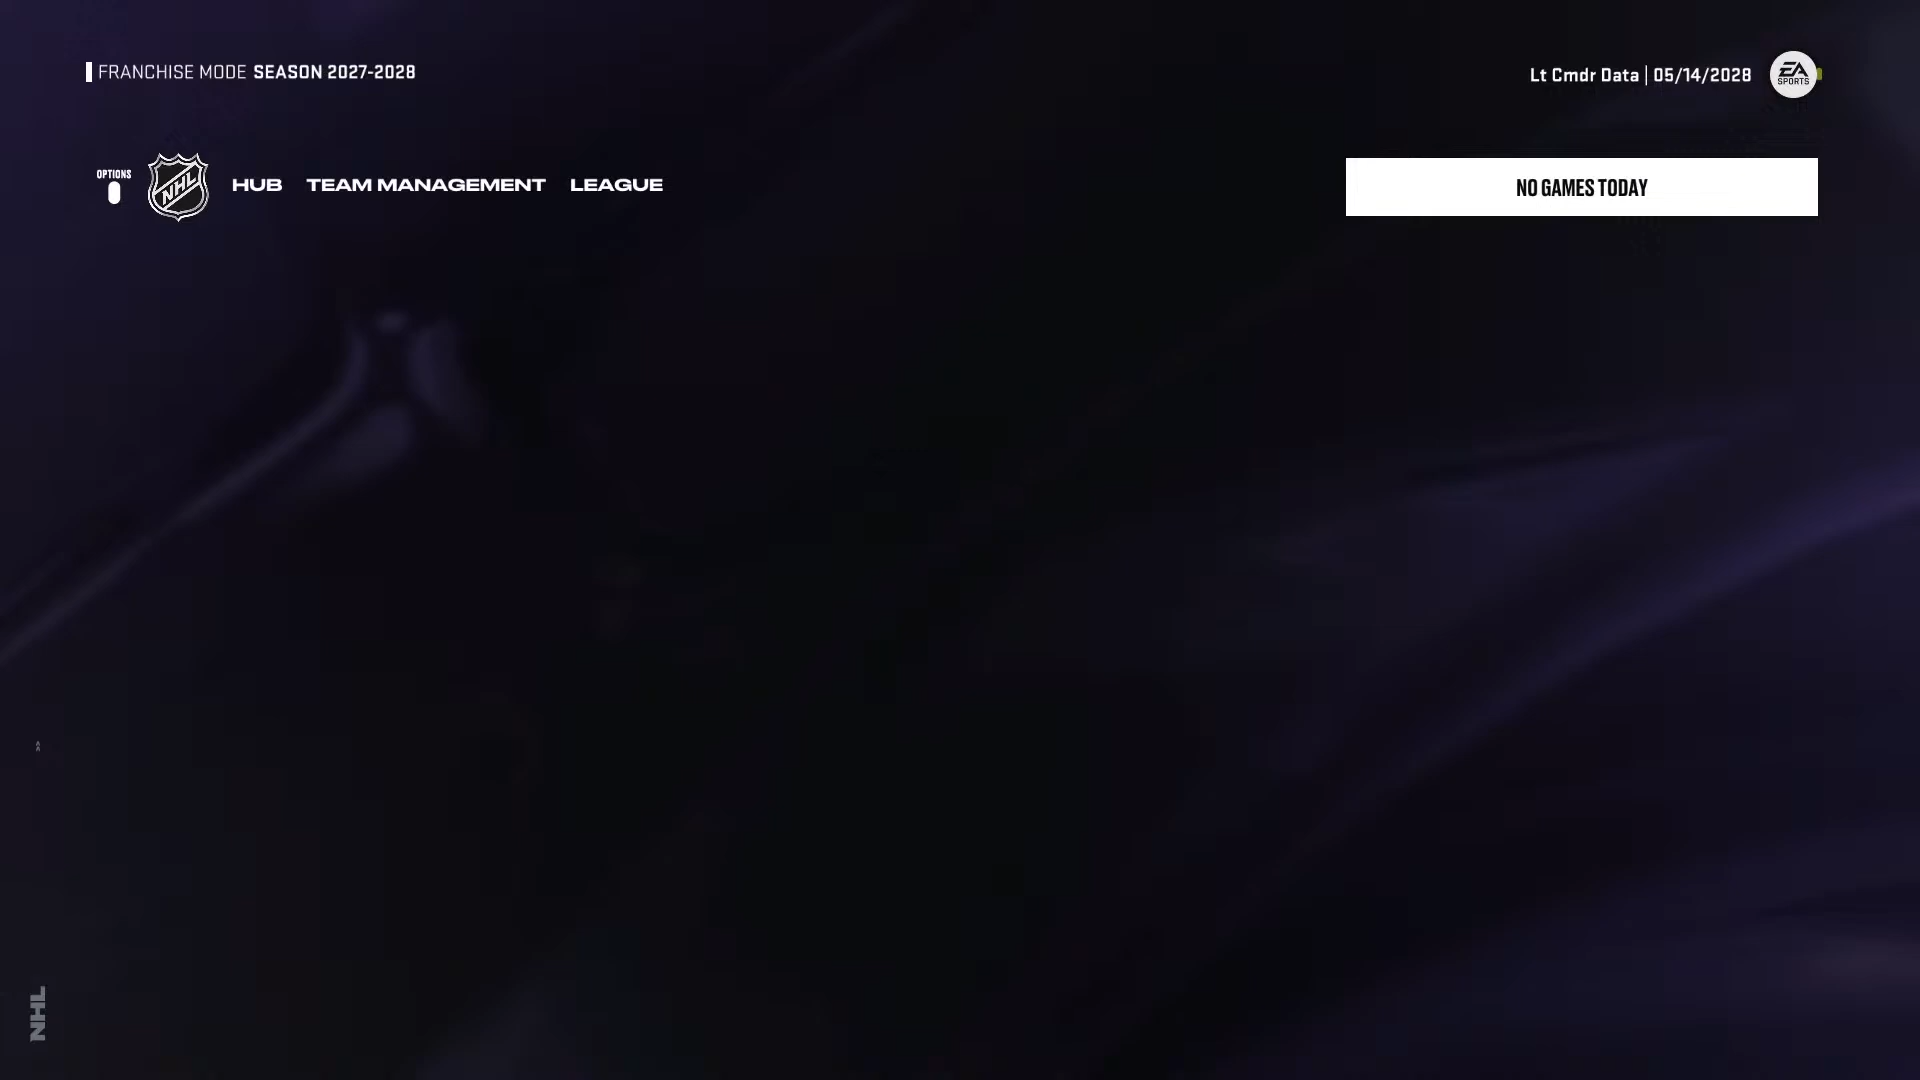 FRANCHISE MODE SEASON 2027-2028
Lt Cmdr Data | 05/14/2028
EA SPORTS
OPTIONS
NHL
HUB TEAM MANAGEMENT LEAGUE
NO GAMES TODAY
NHL